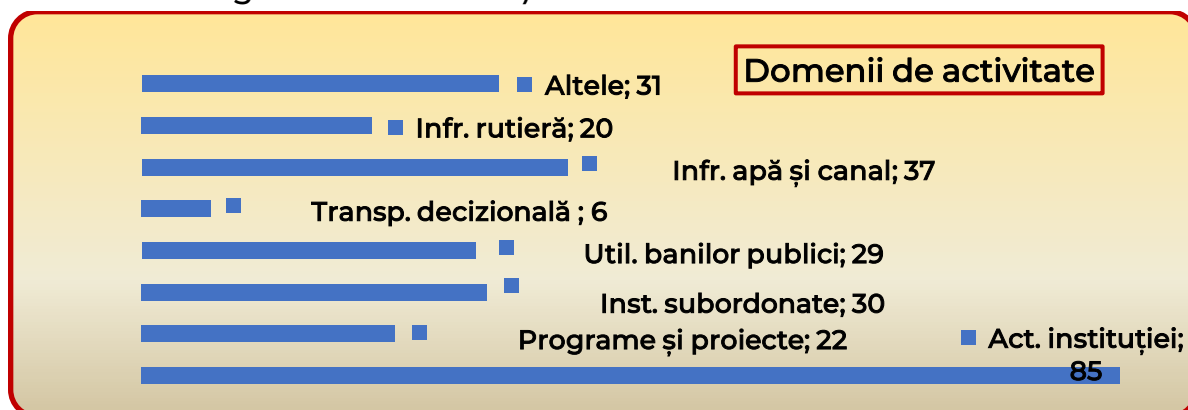 Domenii de activitate
Altele; 31
Infr. rutieră; 20
Infr. apă și canal; 37
Transp. decizională ; 6
Util. banilor publici; 29
Inst. subordonate; 30
Programe și proiecte; 22
Act. instituției;
85